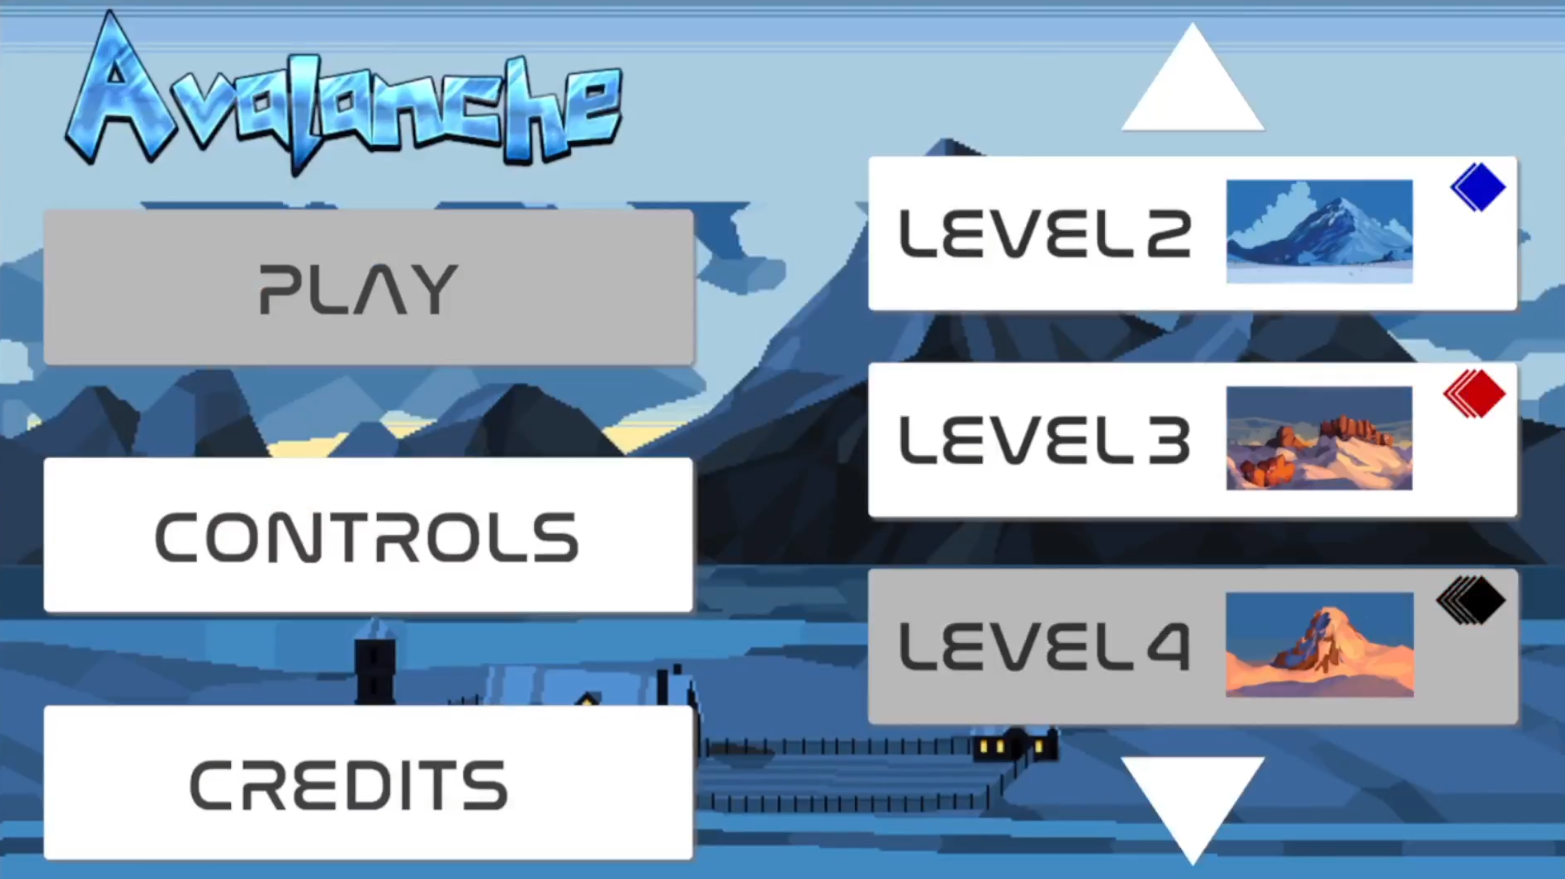 Avalanche
PLAY
CONTROLS
CREDITS
LEVEL 2
LEVEL 3
LEVEL 4